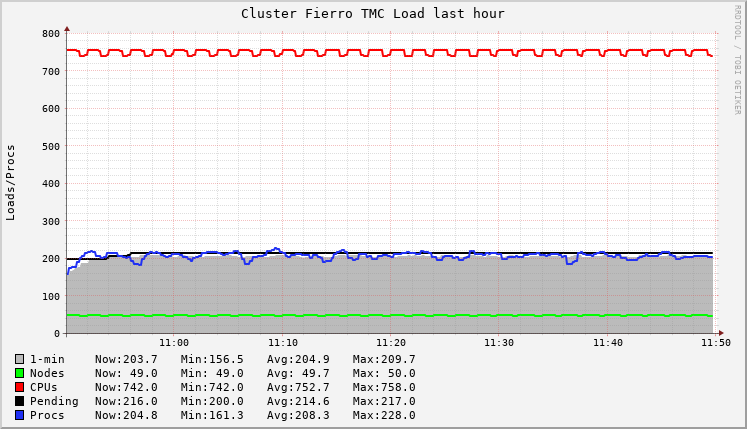 Cluster Fierro TMC Load last hour
RRDTOOL / TOBI OETIKER
Loads/Procs
800
700
600
500
400
300
200
100
0
11:00 11:10 11:20 11:30 11:40 11:50
1-min Now:203.7 Min:156.5 Avg:204.9 Max:209.7
Nodes Now: 49.0 Min: 49.0 Avg: 49.7 Max: 50.0
CPUs Now:742.0 Min:742.0 Avg:752.7 Max:758.0
Pending Now:216.0 Min:200.0 Avg:214.6 Max:217.0
Procs Now:204.8 Min:161.3 Avg:208.3 Max:228.0